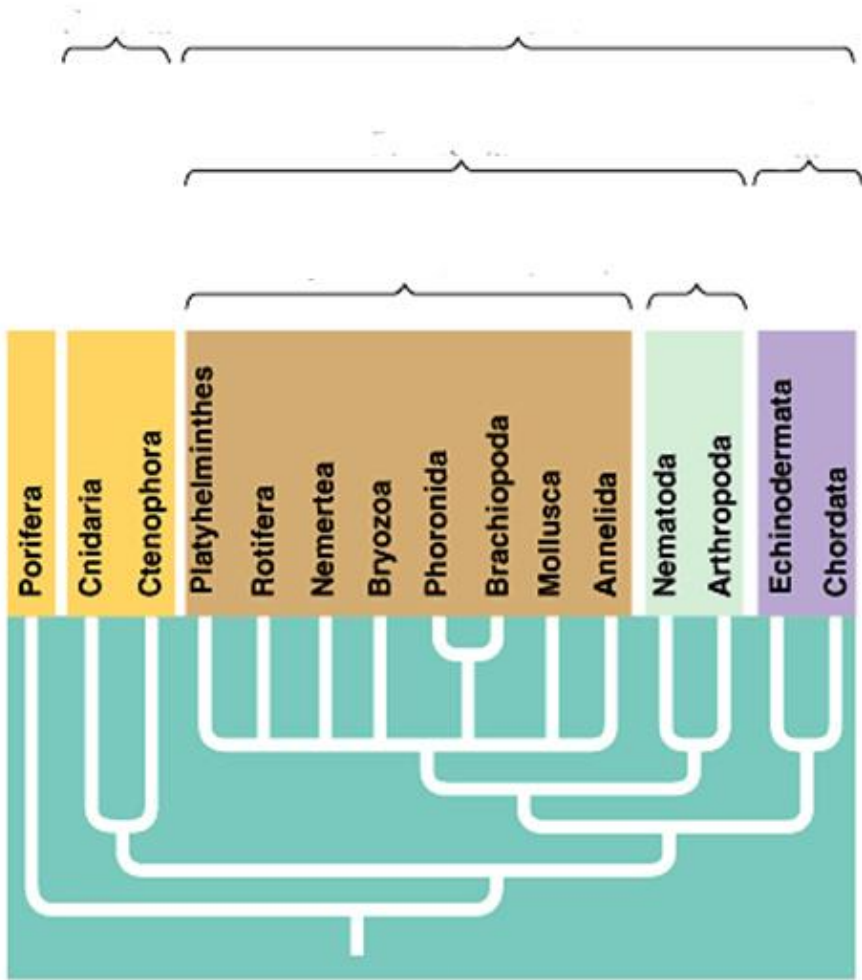 Porifera
Cnidaria
Ctenophora
Platyhelminthes
Rotifera
Nemertea
Bryozoa
Phoronida
Brachiopoda
Mollusca
Annelida
Nematoda
Arthropoda
Echinodermata
Chordata